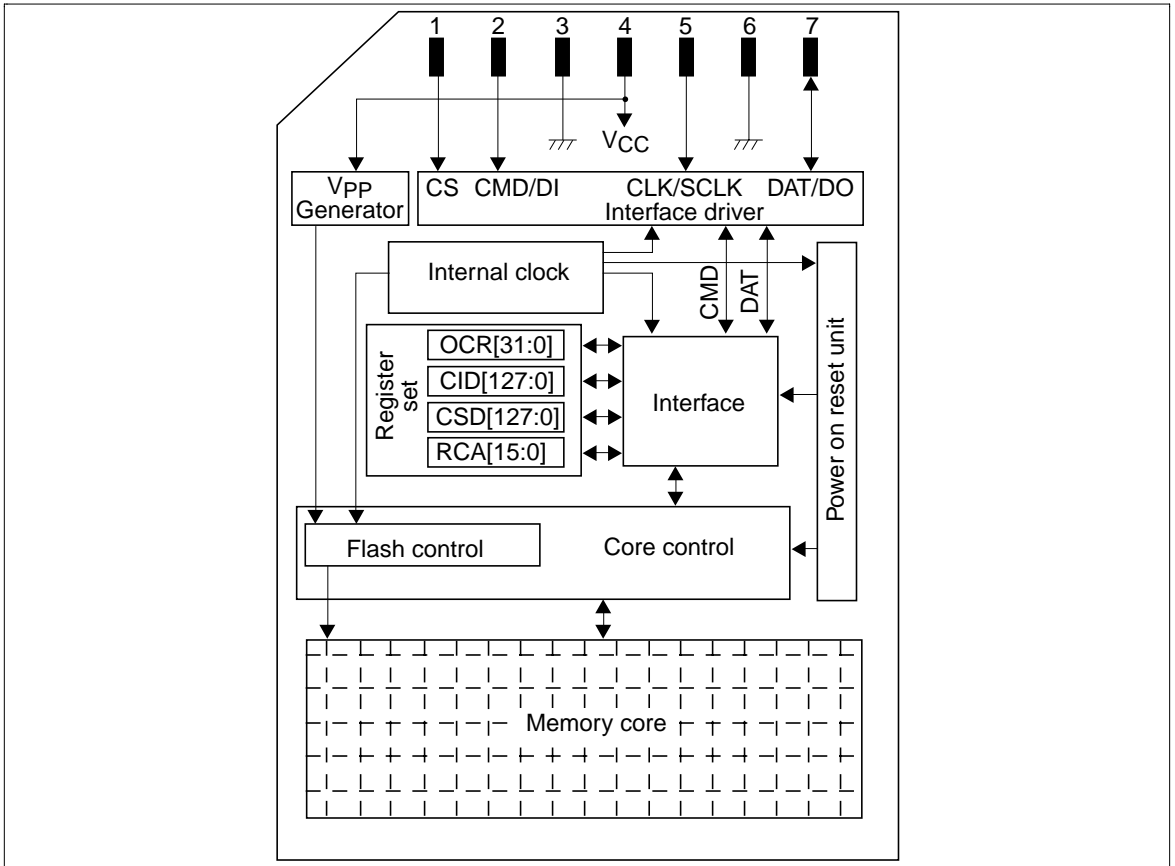 1 2 3 4 5 6 7
VCC
VPP
Generator
CS CMD/DI CLK/SCLK DAT/DO
Interface driver
Internal clock
CMD
DAT
Register
set
OCR[31:0]
CID[127:0]
CSD[127:0]
RCA[15:0]
Interface
Power on reset unit
Flash control
Core control
Memory core